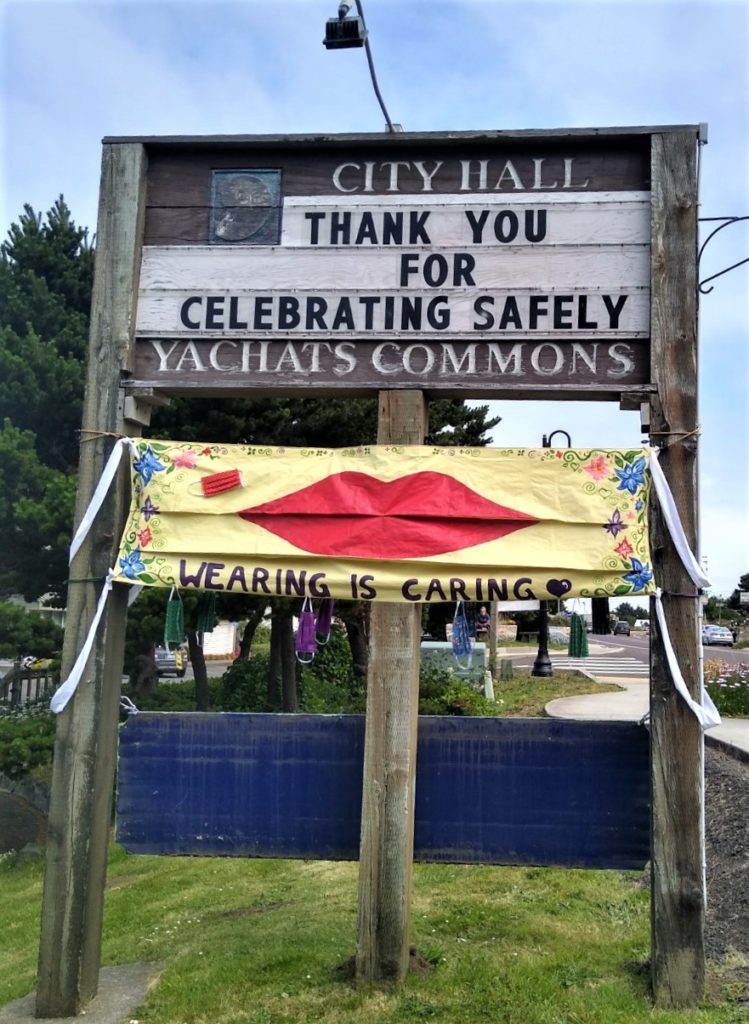 CITY HALL
THANK YOU
FOR
CELEBRATING SAFELY
YACHATS COMMONS
WEARING IS CARING